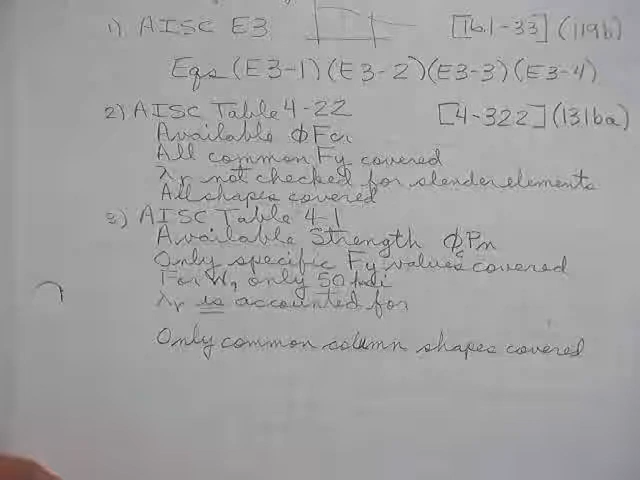 1) AISC E3 [16.1-33] (119b)
Eqs (E3-1) (E3-2) (E3-3) (E3-4)
2) AISC Table 4-22 [4-322] (131ba)
Available ϕFcr
All common Fy covered
λr not checked for slender elements
All shapes covered
3) AISC Table 4-1
Available Strength ϕcPn
Only specific Fy values covered
For W, only 50 ksi
λr is accounted for
Only common column shapes covered